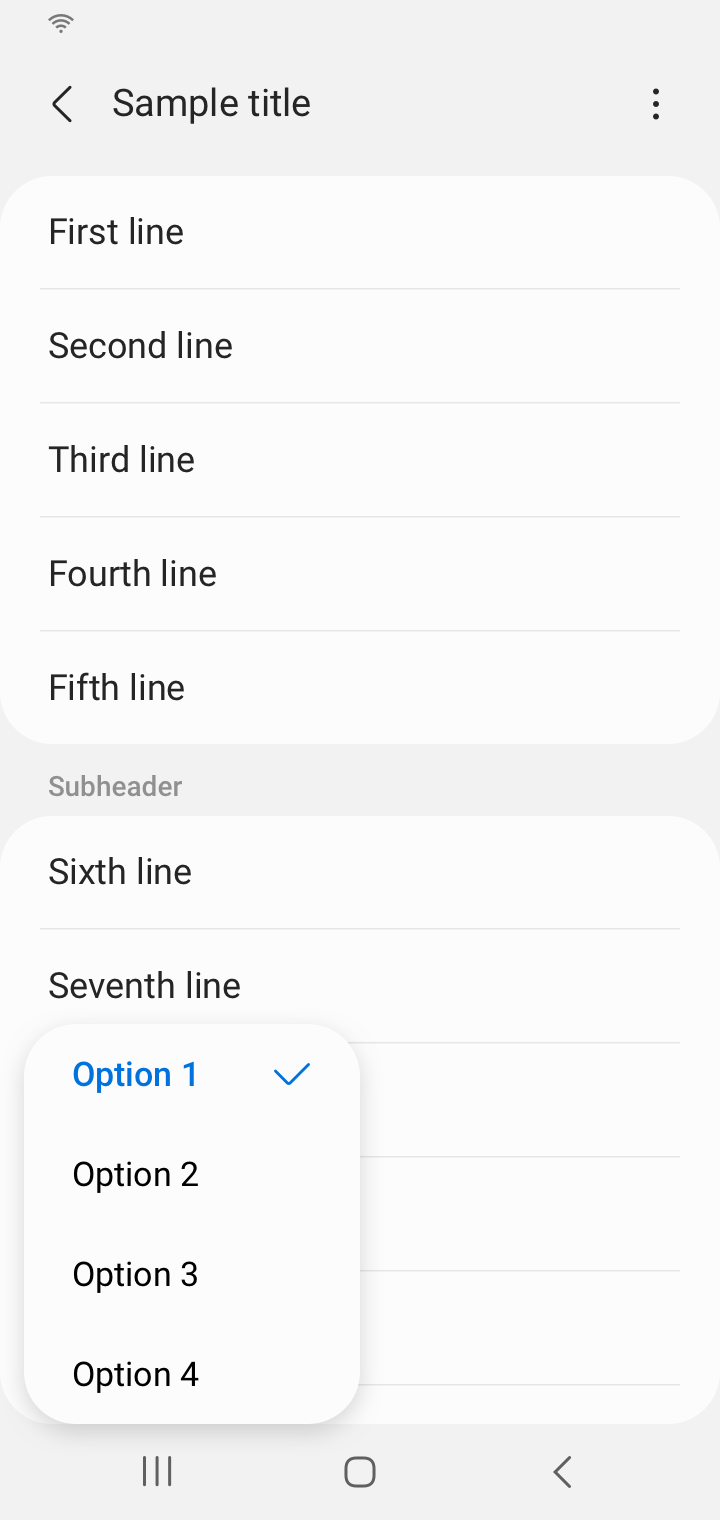 Sample title
First line
Second line
Third line
Fourth line
Fifth line
Subheader
Sixth line
Seventh line
Option 1
Option 2
Option 3
Option 4